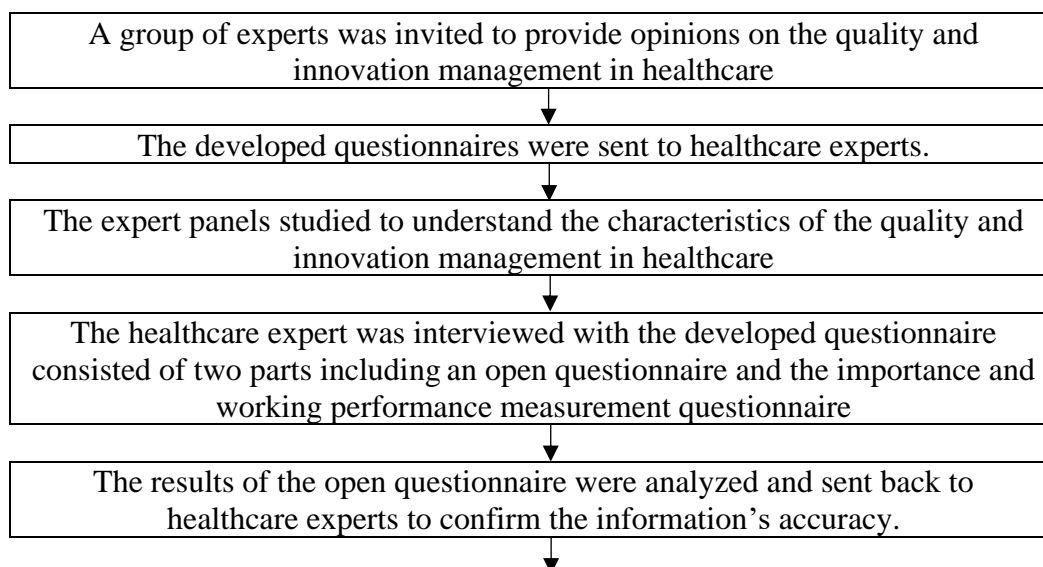 A group of experts was invited to provide opinions on the quality and
innovation management in healthcare
The developed questionnaires were sent to healthcare experts.
The expert panels studied to understand the characteristics of the quality and
innovation management in healthcare
The healthcare expert was interviewed with the developed questionnaire
consisted of two parts including an open questionnaire and the importance and
working performance measurement questionnaire
The results of the open questionnaire were analyzed and sent back to
healthcare experts to confirm the information’s accuracy.